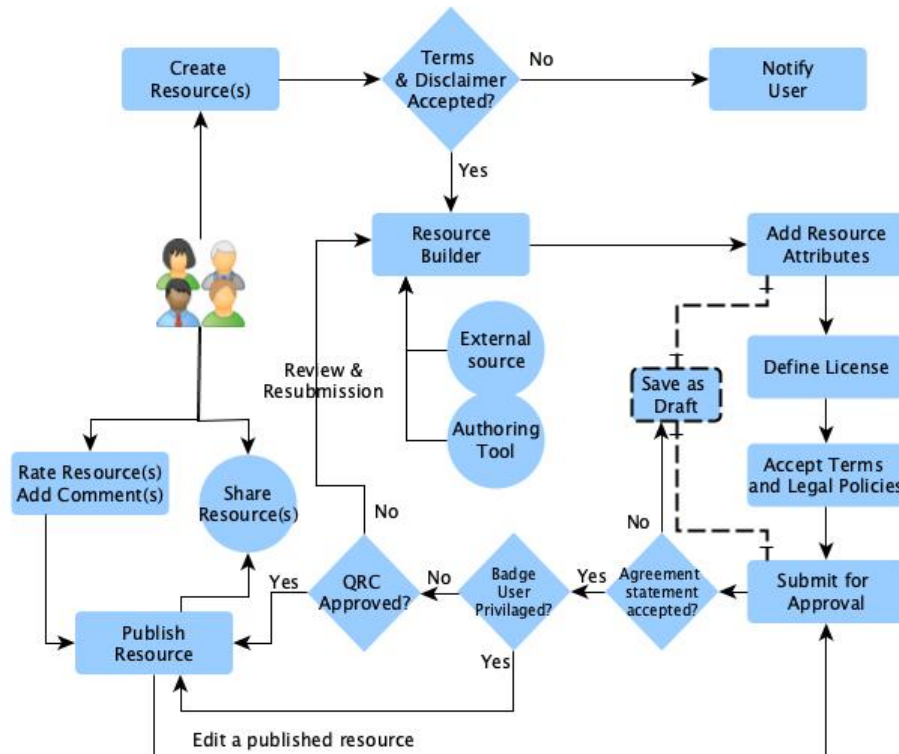 Create
Resource(s)
Terms
& Disclaimer
Accepted?
No
Notify
User
Yes
Resource
Builder
Add Resource
Attributes
External
source
Review &
Resubmission
Save as
Draft
Define License
Authoring
Tool
Rate Resource(s)
Add Comment(s)
Share
Resource(s)
Accept Terms
and Legal Policies
No
No
Yes
QRC
Approved?
No
Badge
User
Privilaged?
Yes
Agreement
statement
accepted?
Submit for
Approval
Publish
Resource
Yes
Edit a published resource